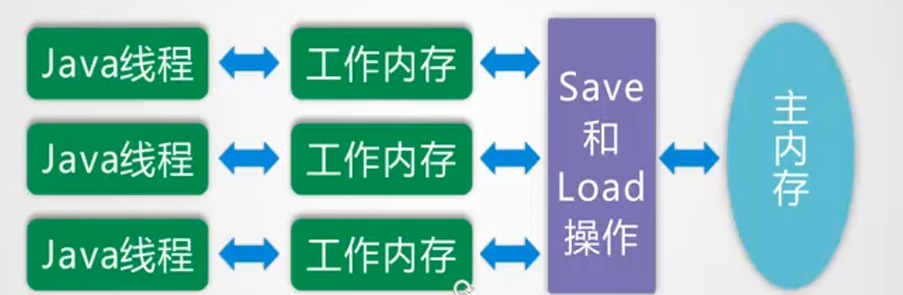 Java线程
工作内存
Java线程
工作内存
Java线程
工作内存
Save
和
Load
操作
主
内
存